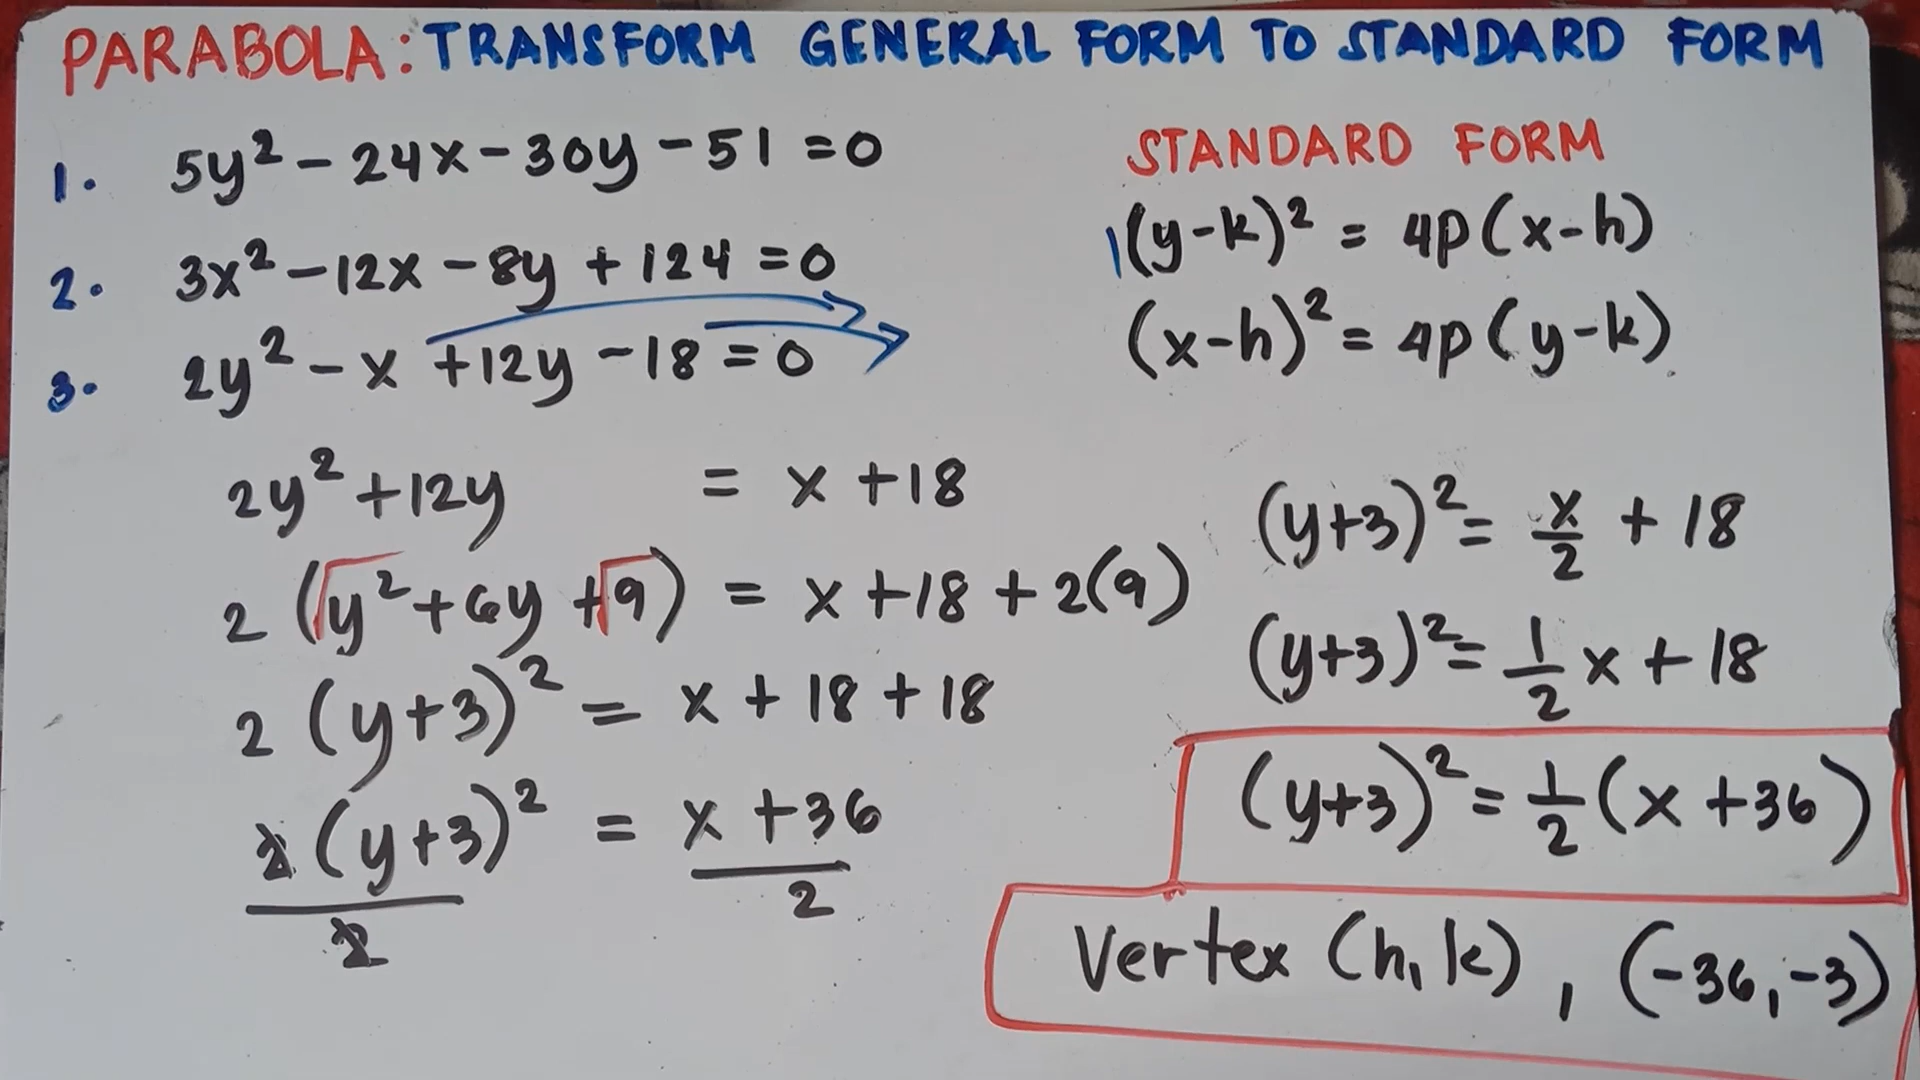 PARABOLA: TRANSFORM GENERAL FORM TO STANDARD FORM
1. 5y² - 24x - 30y - 51 = 0
2. 3x² - 12x - 8y + 124 = 0
3. 2y² - x + 12y - 18 = 0
2y² + 12y = x + 18
2 (√y² + 6y + √9) = x + 18 + 2(9)
2 (y+3)² = x + 18 + 18
2 (y+3)² / 2 = x + 36 / 2
STANDARD FORM
1(y-k)² = 4p(x-h)
(x-h)² = 4p(y-k)
(y+3)² = x/2 + 18
(y+3)² = 1/2 x + 18
(y+3)² = 1/2 (x + 36)
Vertex (h,k), (-36,-3)